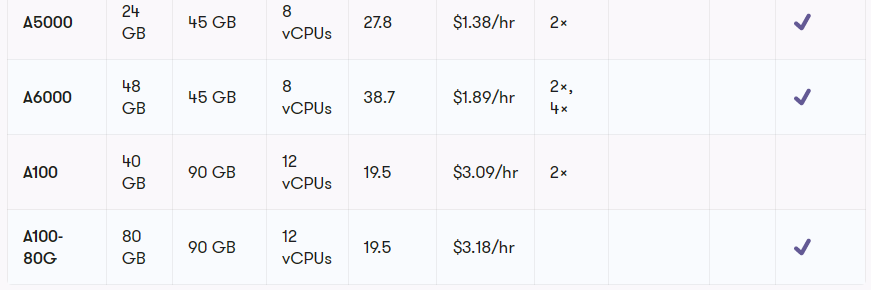 A5000 24 GB 45 GB 8 vCPUs 27.8 $1.38/hr 2×
A6000 48 GB 45 GB 8 vCPUs 38.7 $1.89/hr 2×, 4×
A100 40 GB 90 GB 12 vCPUs 19.5 $3.09/hr 2×
A100-80G 80 GB 90 GB 12 vCPUs 19.5 $3.18/hr